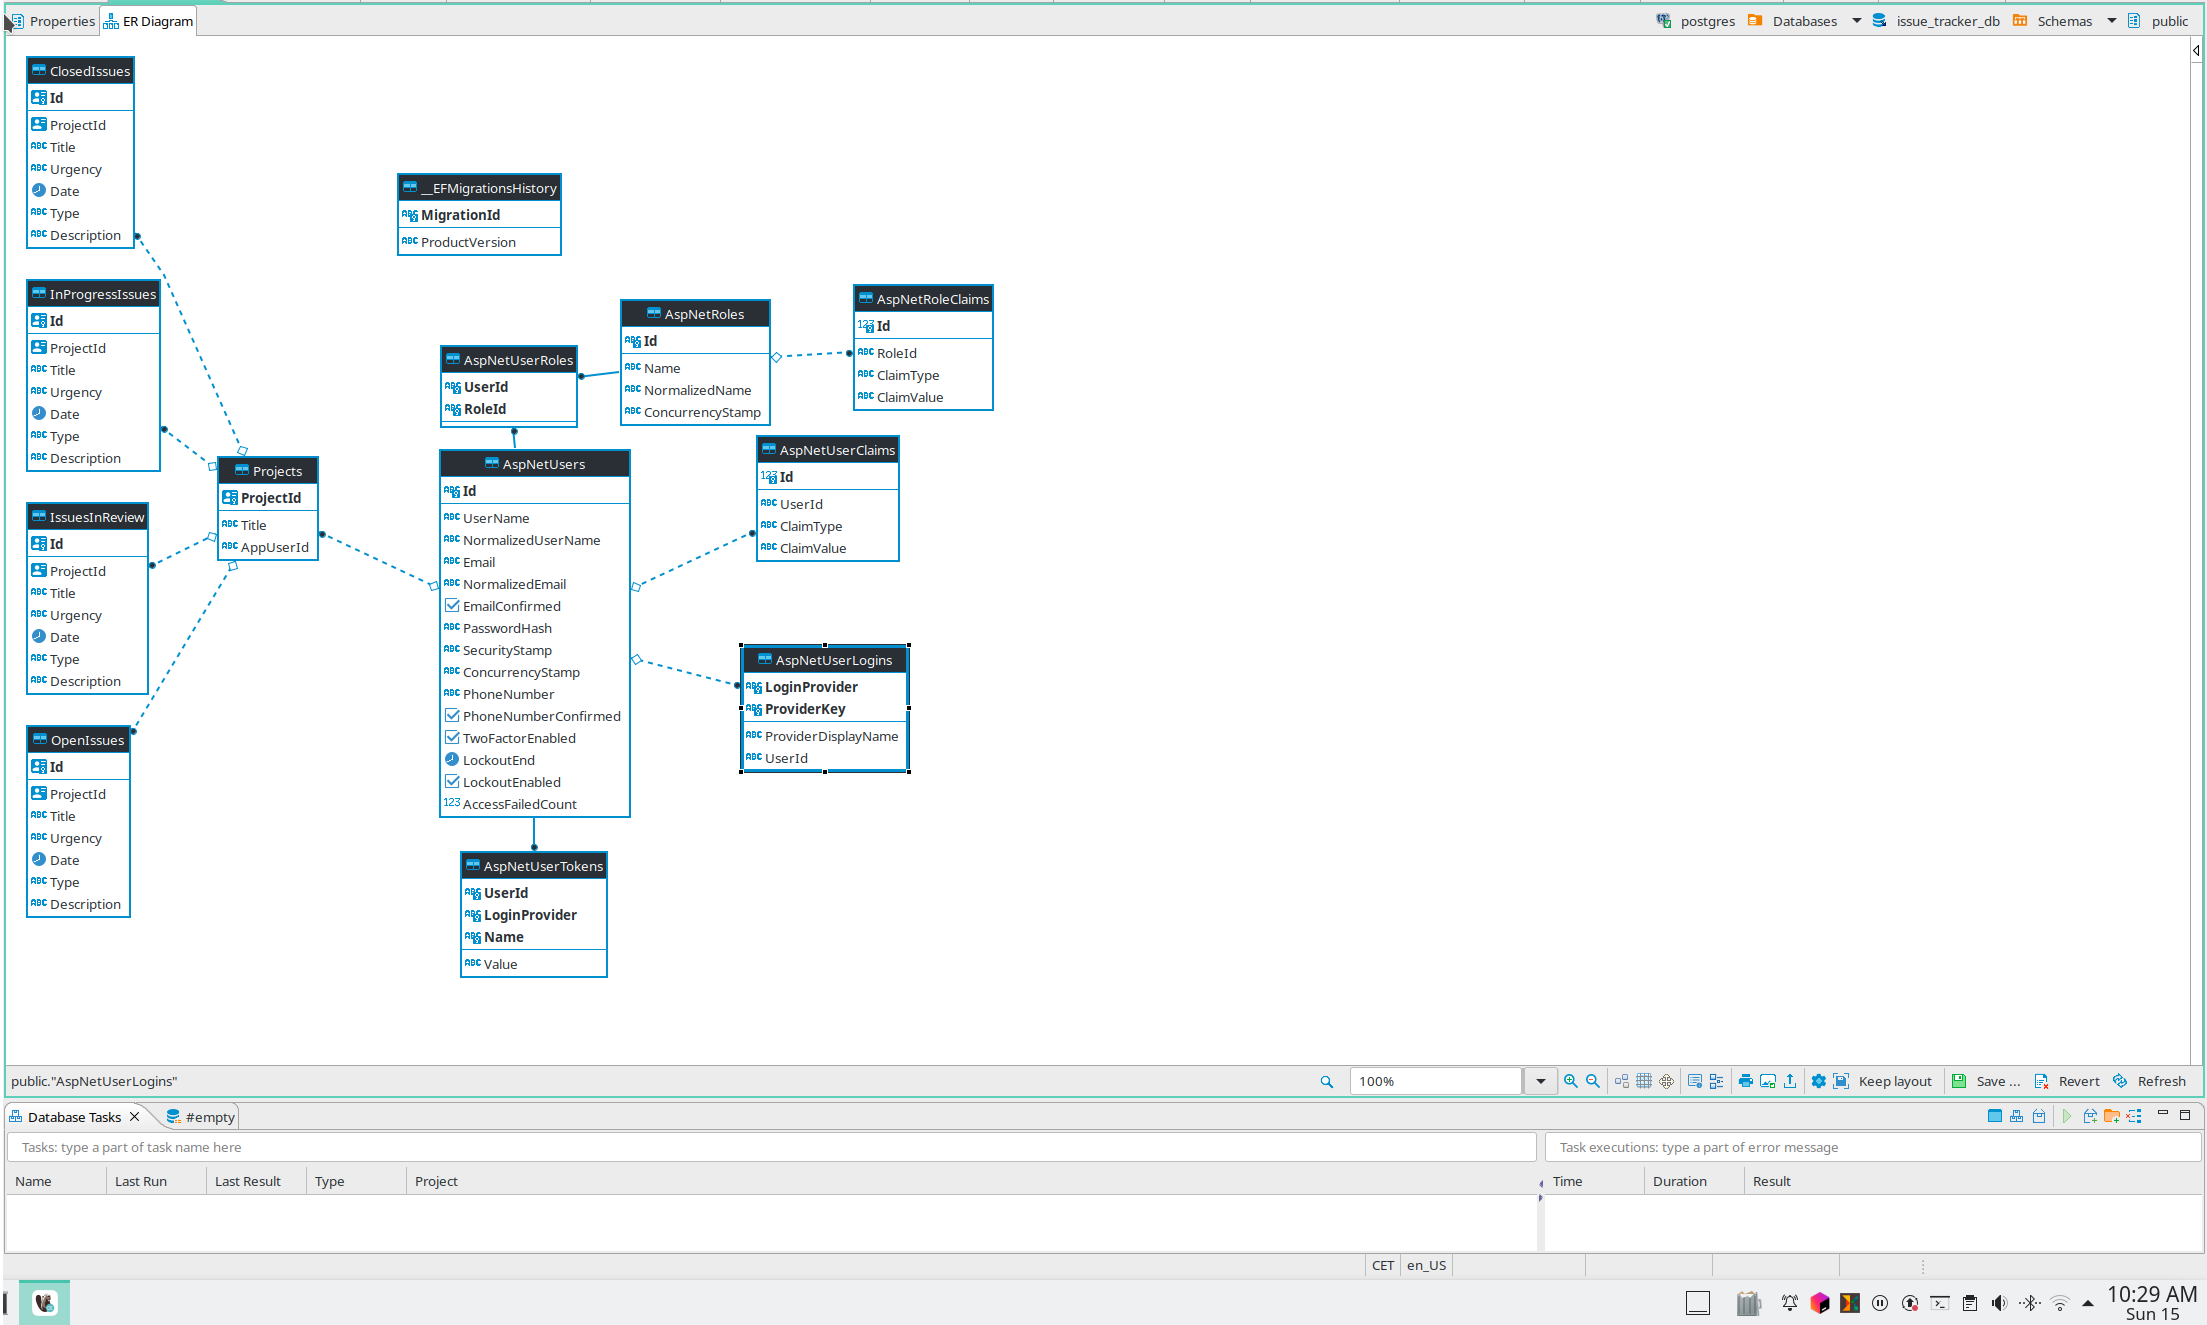 Properties
ER Diagram
postgres
Databases
issue_tracker_db
Schemas
public
ClosedIssues
Id
ProjectId
Title
Urgency
Date
Type
Description
InProgressIssues
Id
ProjectId
Title
Urgency
Date
Type
Description
IssuesInReview
Id
ProjectId
Title
Urgency
Date
Type
Description
OpenIssues
Id
ProjectId
Title
Urgency
Date
Type
Description
Projects
ProjectId
Title
AppUserId
__EFMigrationsHistory
MigrationId
ProductVersion
AspNetUserRoles
UserId
RoleId
AspNetUsers
Id
UserName
NormalizedUserName
Email
NormalizedEmail
EmailConfirmed
PasswordHash
SecurityStamp
ConcurrencyStamp
PhoneNumber
PhoneNumberConfirmed
TwoFactorEnabled
LockoutEnd
LockoutEnabled
AccessFailedCount
AspNetUserTokens
UserId
LoginProvider
Name
Value
AspNetRoles
Id
Name
NormalizedName
ConcurrencyStamp
AspNetRoleClaims
Id
RoleId
ClaimType
ClaimValue
AspNetUserClaims
Id
UserId
ClaimType
ClaimValue
AspNetUserLogins
LoginProvider
ProviderKey
ProviderDisplayName
UserId
public."AspNetUserLogins"
100%
Keep layout
Save ...
Revert
Refresh
Database Tasks
#empty
Tasks: type a part of task name here
Task executions: type a part of error message
Name
Last Run
Last Result
Type
Project
Time
Duration
Result
CET
en_US
10:29 AM
Sun 15